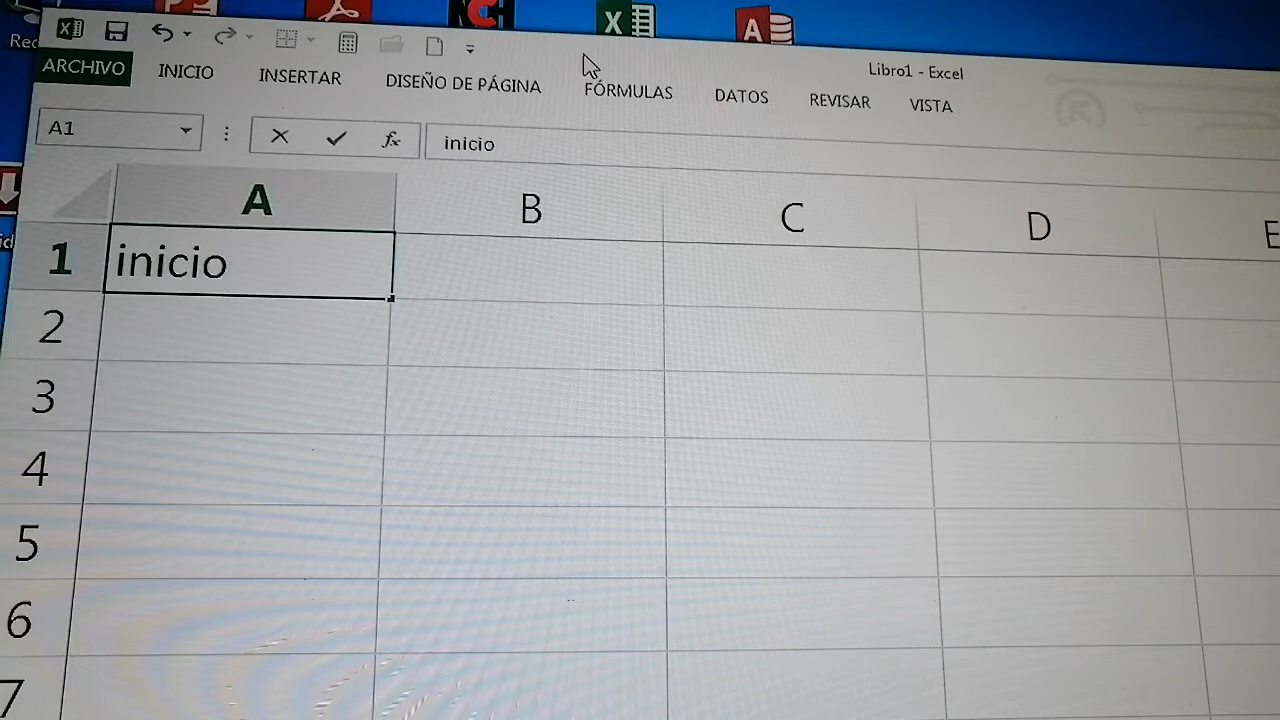 Libro1 - Excel
ARCHIVO INICIO INSERTAR DISEÑO DE PÁGINA FÓRMULAS DATOS REVISAR VISTA
A1 fx inicio
A B C D E
1 inicio
2
3
4
5
6
7